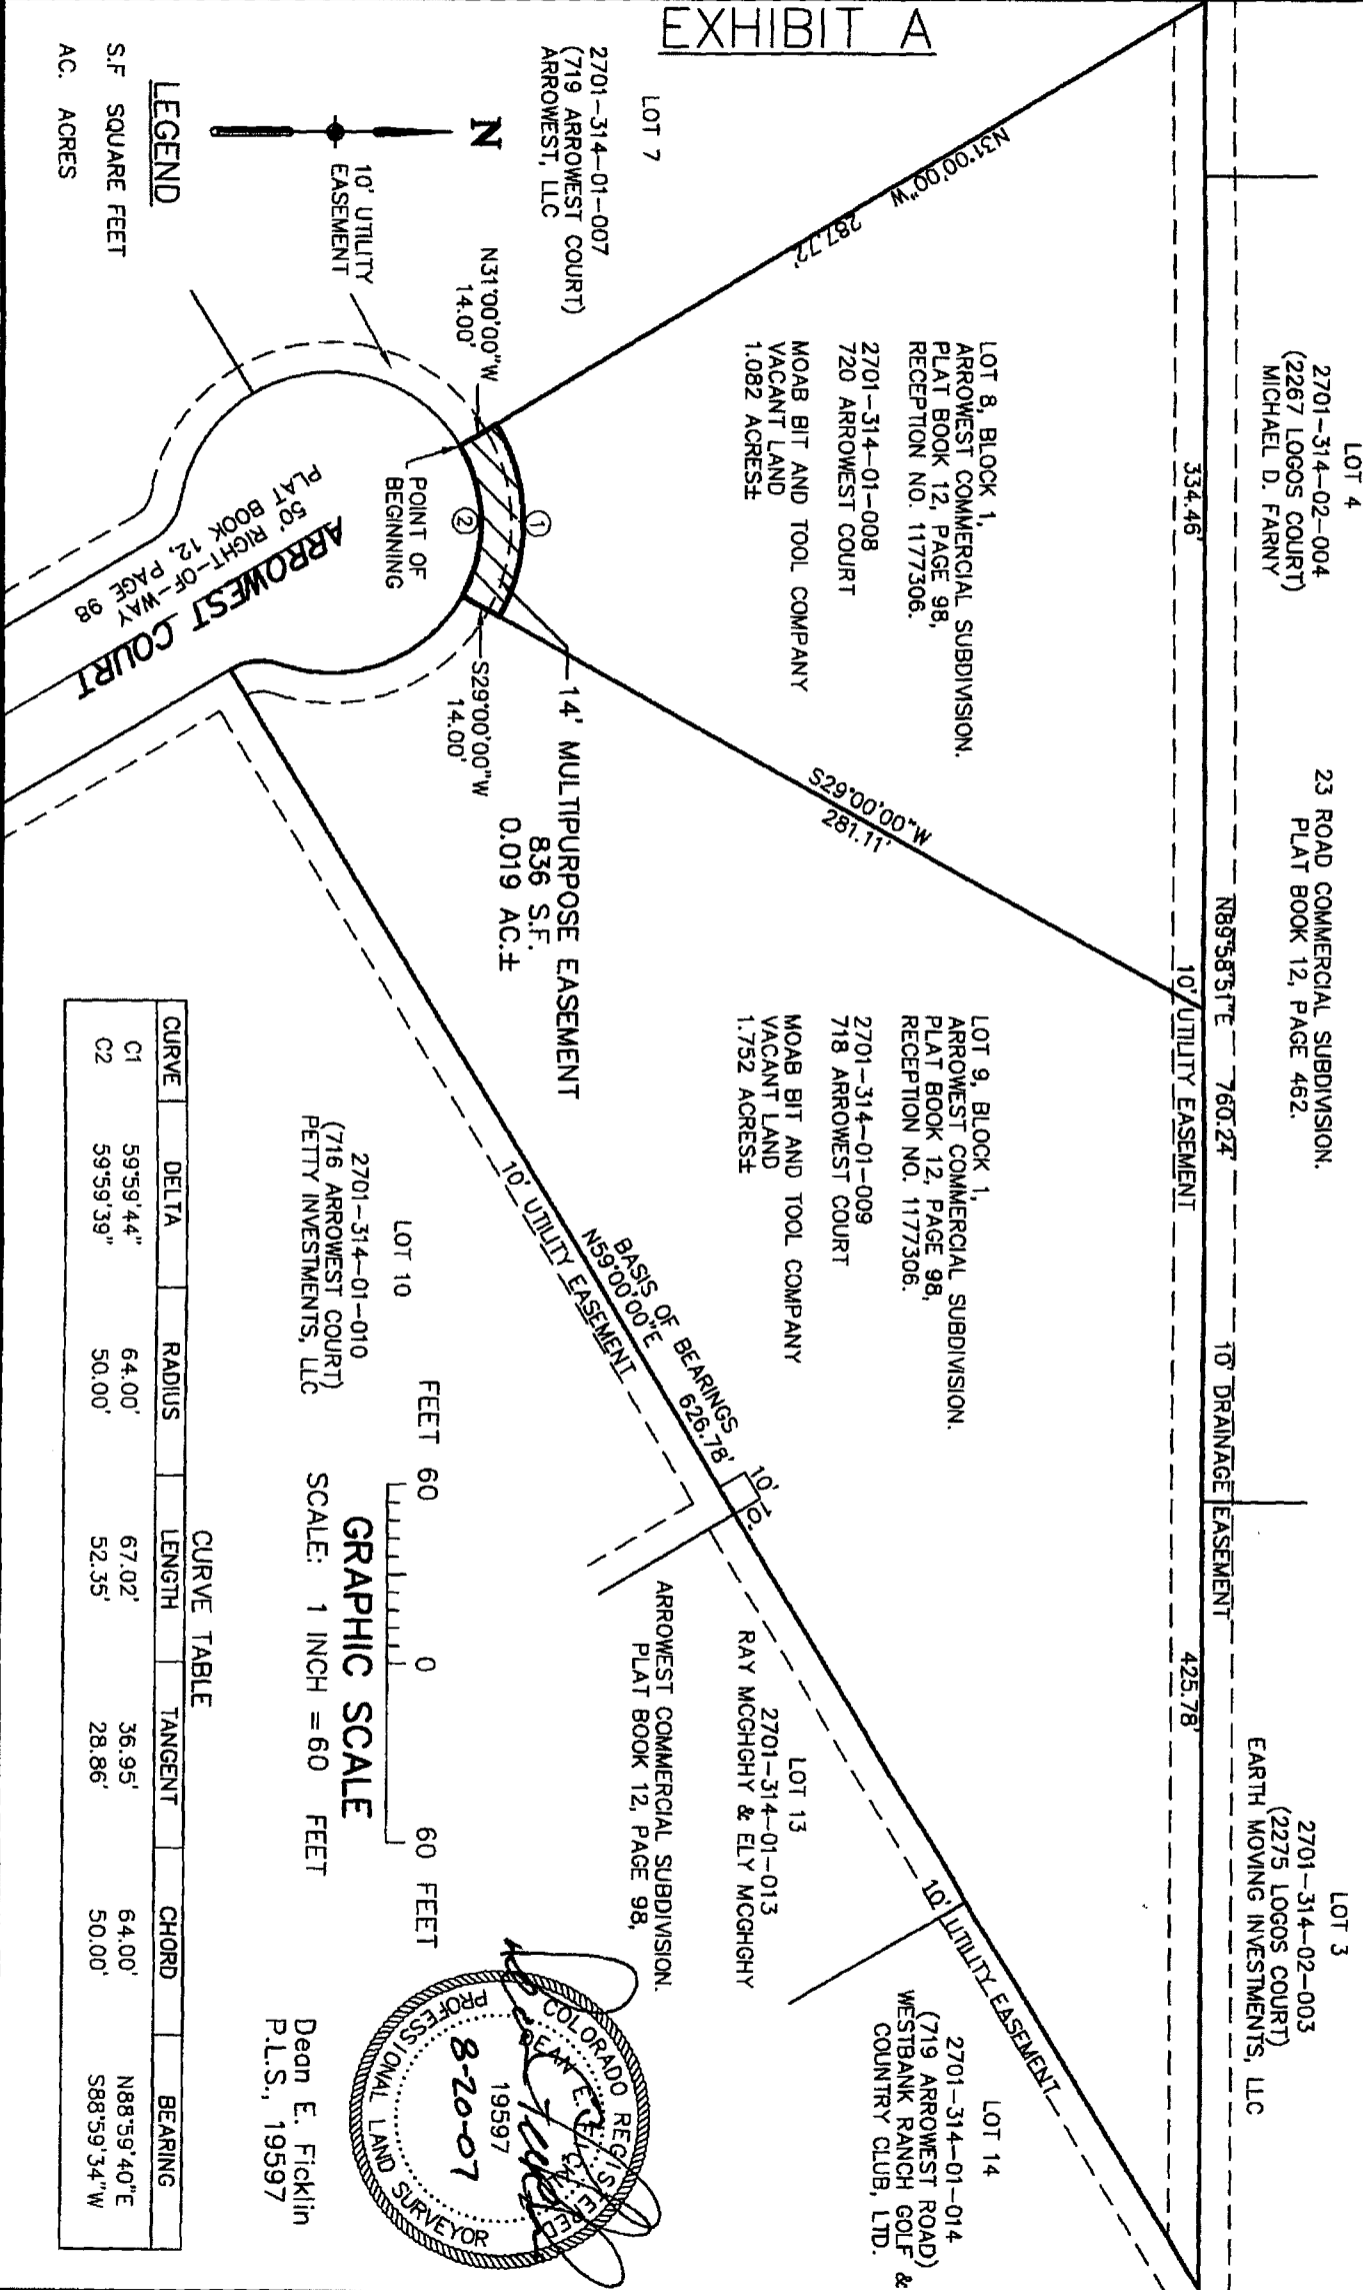 EXHIBIT A
LOT 4
2701-314-02-004
(2267 LOGOS COURT)
MICHAEL D. FARNY
23 ROAD COMMERCIAL SUBDIVISION.
PLAT BOOK 12, PAGE 462.
LOT 3
2701-314-02-003
(2275 LOGOS COURT)
EARTH MOVING INVESTMENTS, LLC
N89°58'51"E 760.24'
10' DRAINAGE EASEMENT
334.46'
10' UTILITY EASEMENT
425.78'
N31°00'00"W
287.77'
LOT 8, BLOCK 1,
ARROWEST COMMERCIAL SUBDIVISION.
PLAT BOOK 12, PAGE 98,
RECEPTION NO. 1177306.
2701-314-01-008
720 ARROWEST COURT
MOAB BIT AND TOOL COMPANY
VACANT LAND
1.082 ACRES±
S29°00'00"W
281.11'
LOT 9, BLOCK 1,
ARROWEST COMMERCIAL SUBDIVISION.
PLAT BOOK 12, PAGE 98,
RECEPTION NO. 1177306.
2701-314-01-009
718 ARROWEST COURT
MOAB BIT AND TOOL COMPANY
VACANT LAND
1.752 ACRES±
LOT 14
2701-314-01-014
(719 ARROWEST ROAD)
WESTBANK RANCH GOLF &
COUNTRY CLUB, LTD.
10' UTILITY EASEMENT
LOT 7
2701-314-01-007
(719 ARROWEST COURT)
ARROWEST, LLC
N
N31°00'00"W
14.00'
10' UTILITY
EASEMENT
1
2
POINT OF
BEGINNING
S29°00'00"W
14.00'
14' MULTIPURPOSE EASEMENT
836 S.F.
0.019 AC.±
ARROWEST COURT
50' RIGHT-OF-WAY
PLAT BOOK 12, PAGE 98
BASIS OF BEARINGS
N59°00'00"E 626.78'
10' UTILITY EASEMENT
10'
10'
LOT 13
2701-314-01-013
RAY MCGHGHY & ELY MCGHGHY
ARROWEST COMMERCIAL SUBDIVISION.
PLAT BOOK 12, PAGE 98,
LOT 10
2701-314-01-010
(716 ARROWEST COURT)
PETTY INVESTMENTS, LLC
LEGEND
S.F SQUARE FEET
AC. ACRES
FEET 60 0 60 FEET
GRAPHIC SCALE
SCALE: 1 INCH = 60 FEET
COLORADO REGISTERED
DEAN E. FICKLIN
19597
8-20-07
PROFESSIONAL LAND SURVEYOR
Dean E. Ficklin
P.L.S., 19597
CURVE TABLE
CURVE DELTA RADIUS LENGTH TANGENT CHORD BEARING
C1 59°59'44" 64.00' 67.02' 36.95' 64.00' N88°59'40"E
C2 59°59'39" 50.00' 52.35' 28.86' 50.00' S88°59'34"W